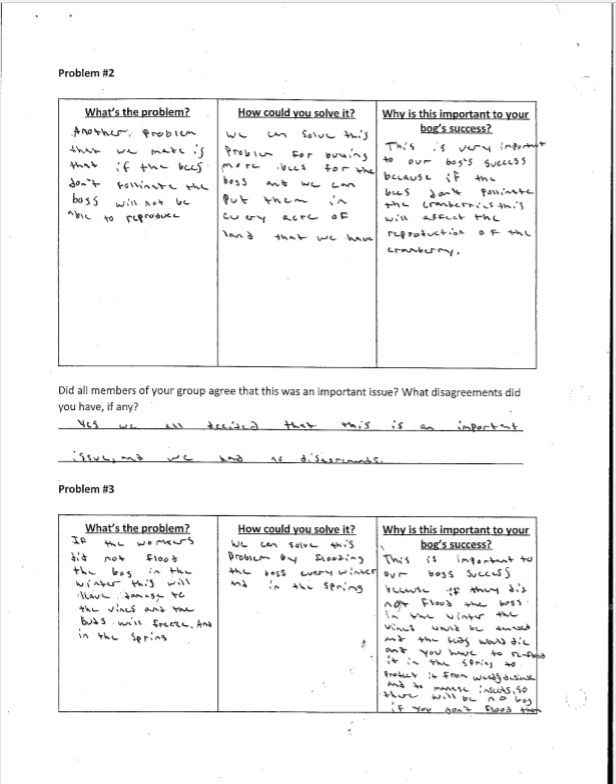 Problem #2
What's the problem?
Another, problem
that we make is
that if the bees
don't pollinate the
bogs will not be
able to reproduce
How could you solve it?
we can solve this
problem for buwing
more bees for the
bogs and we can
put them in
every acre of
land that we have
Why is this important to your
bog's success?
This is very important
to our bog's success
because if the
bees don't pollinate
the cranberries this
will affect the
reproduction of the
cranberry.
Did all members of your group agree that this was an important issue? What disagreements did
you have, if any?
Yes we all decided that this is an important
issue, and we had no
Problem #3
What's the problem?
If the workers
did not flood
the bog in the
winter this will
leave damage to
the vines and the
buds will freeze, and
in the spring
How could you solve it?
we can solve this
problem by flooding
the bogs every winter
and in the spring
Why is this important to your
bog's success?
This is important to
our bogs success
because if they did
not flood the bogs
in the winter the
vines would be
and the buds would die
and you have to
it in the spring to
protect it from weeds
and to manage insects, so
there will be no bog
if you don't flood them